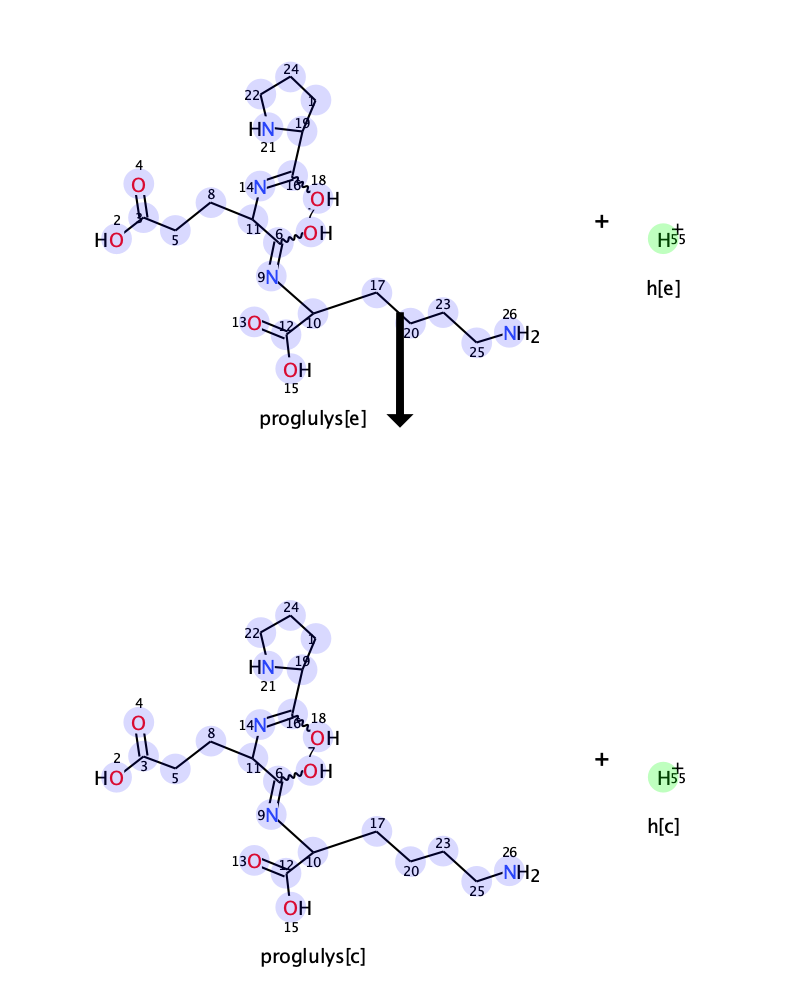 24
22
1
19
HN
21
4
14
N
16
18
OH
O
8
7
2
3
11
6
OH
HO
5
9
N
17
13
O
12
10
20
23
26
NH2
25
OH
15
+
H+
55
h[e]
proglulys[e]
24
22
1
19
HN
21
4
14
N
16
18
OH
O
8
7
2
3
11
6
OH
HO
5
9
N
17
13
O
12
10
20
23
26
NH2
25
OH
15
+
H+
55
h[c]
proglulys[c]